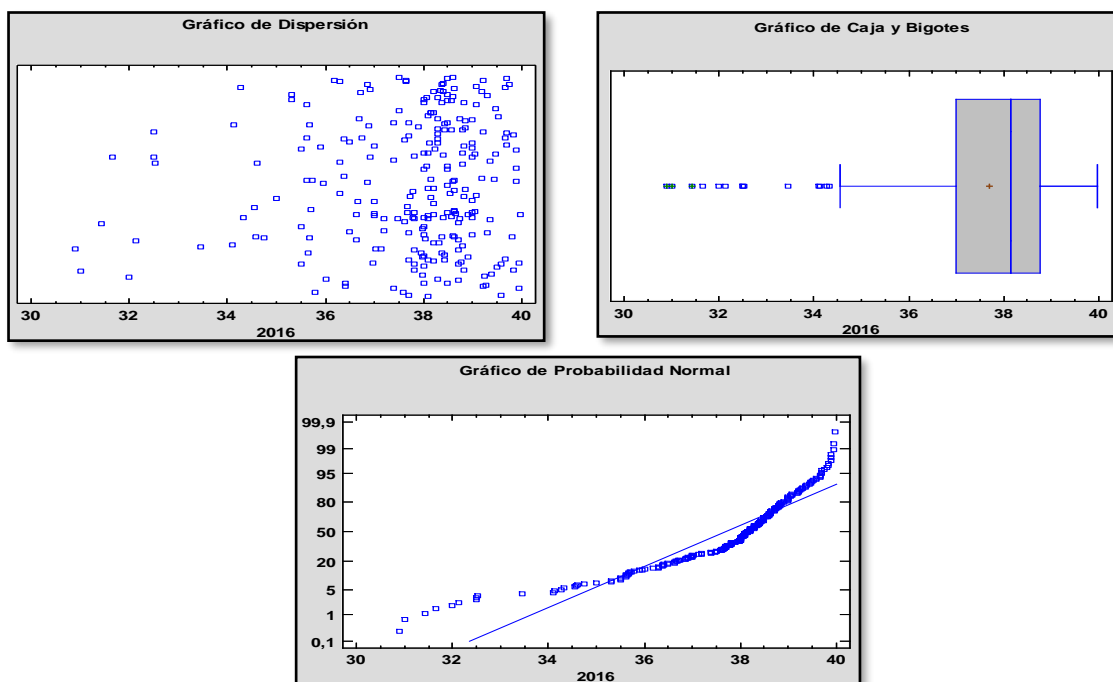 Gráfico de Dispersión
30 32 34 36 38 40
2016
Gráfico de Caja y Bigotes
30 32 34 36 38 40
2016
Gráfico de Probabilidad Normal
99,9
99
95
80
50
20
5
1
0,1
30 32 34 36 38 40
2016